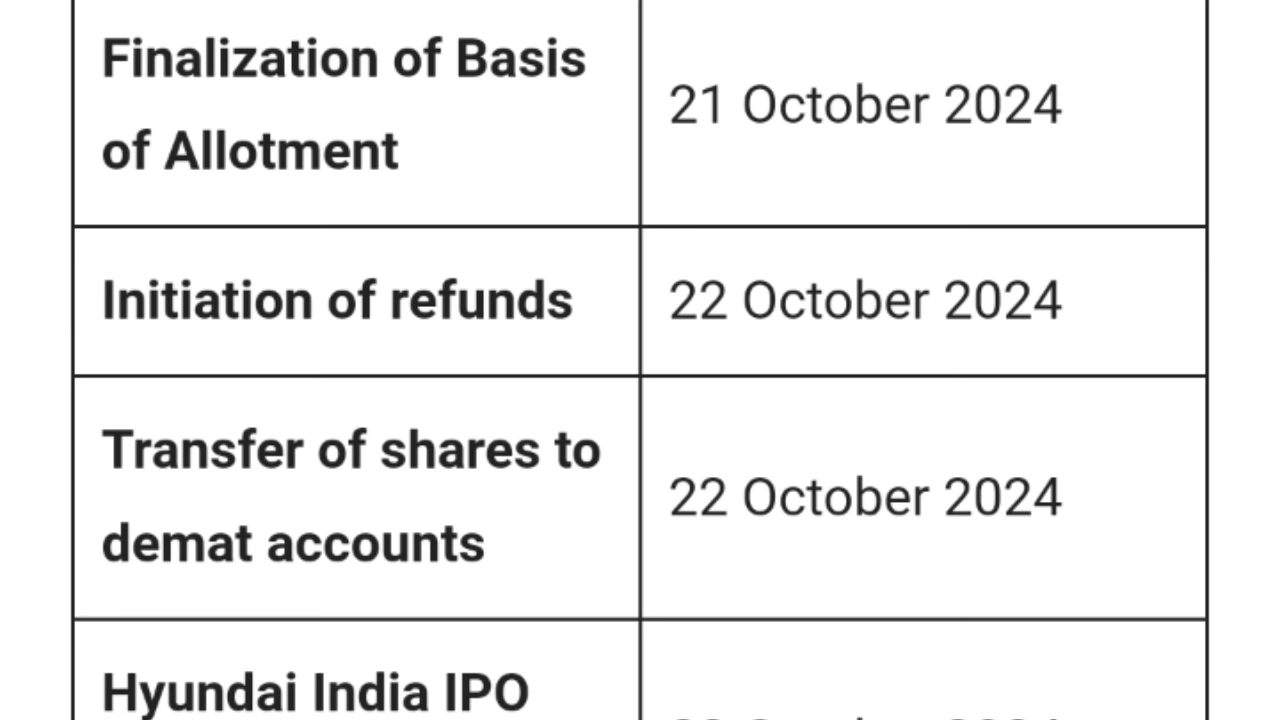 Finalization of Basis
of Allotment
21 October 2024
Initiation of refunds
22 October 2024
Transfer of shares to
demat accounts
22 October 2024
Hyundai India IPO